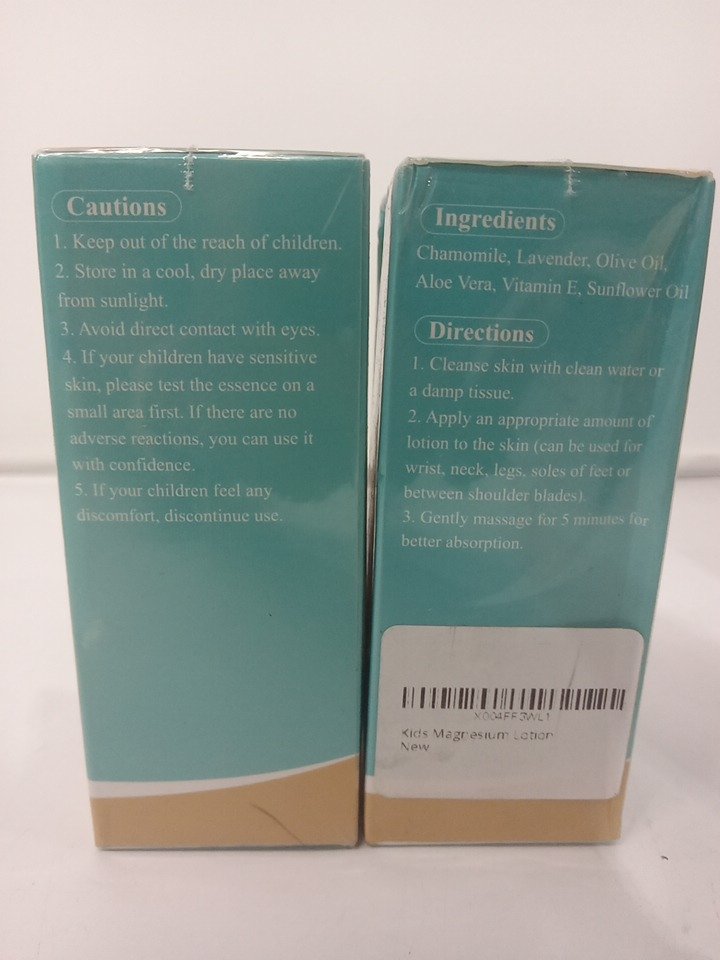 Cautions
1. Keep out of the reach of children.
2. Store in a cool, dry place away
from sunlight.
3. Avoid direct contact with eyes.
4. If your children have sensitive
skin, please test the essence on a
small area first. If there are no
adverse reactions, you can use it
with confidence.
5. If your children feel any
discomfort, discontinue use.
Ingredients
Chamomile, Lavender, Olive Oil,
Aloe Vera, Vitamin E, Sunflower Oil
Directions
1. Cleanse skin with clean water or
a damp tissue.
2. Apply an appropriate amount of
lotion to the skin (can be used for
wrist, neck, legs, soles of feet or
between shoulder blades).
3. Gently massage for 5 minutes for
better absorption.
Kids Magnesium Lotion
New